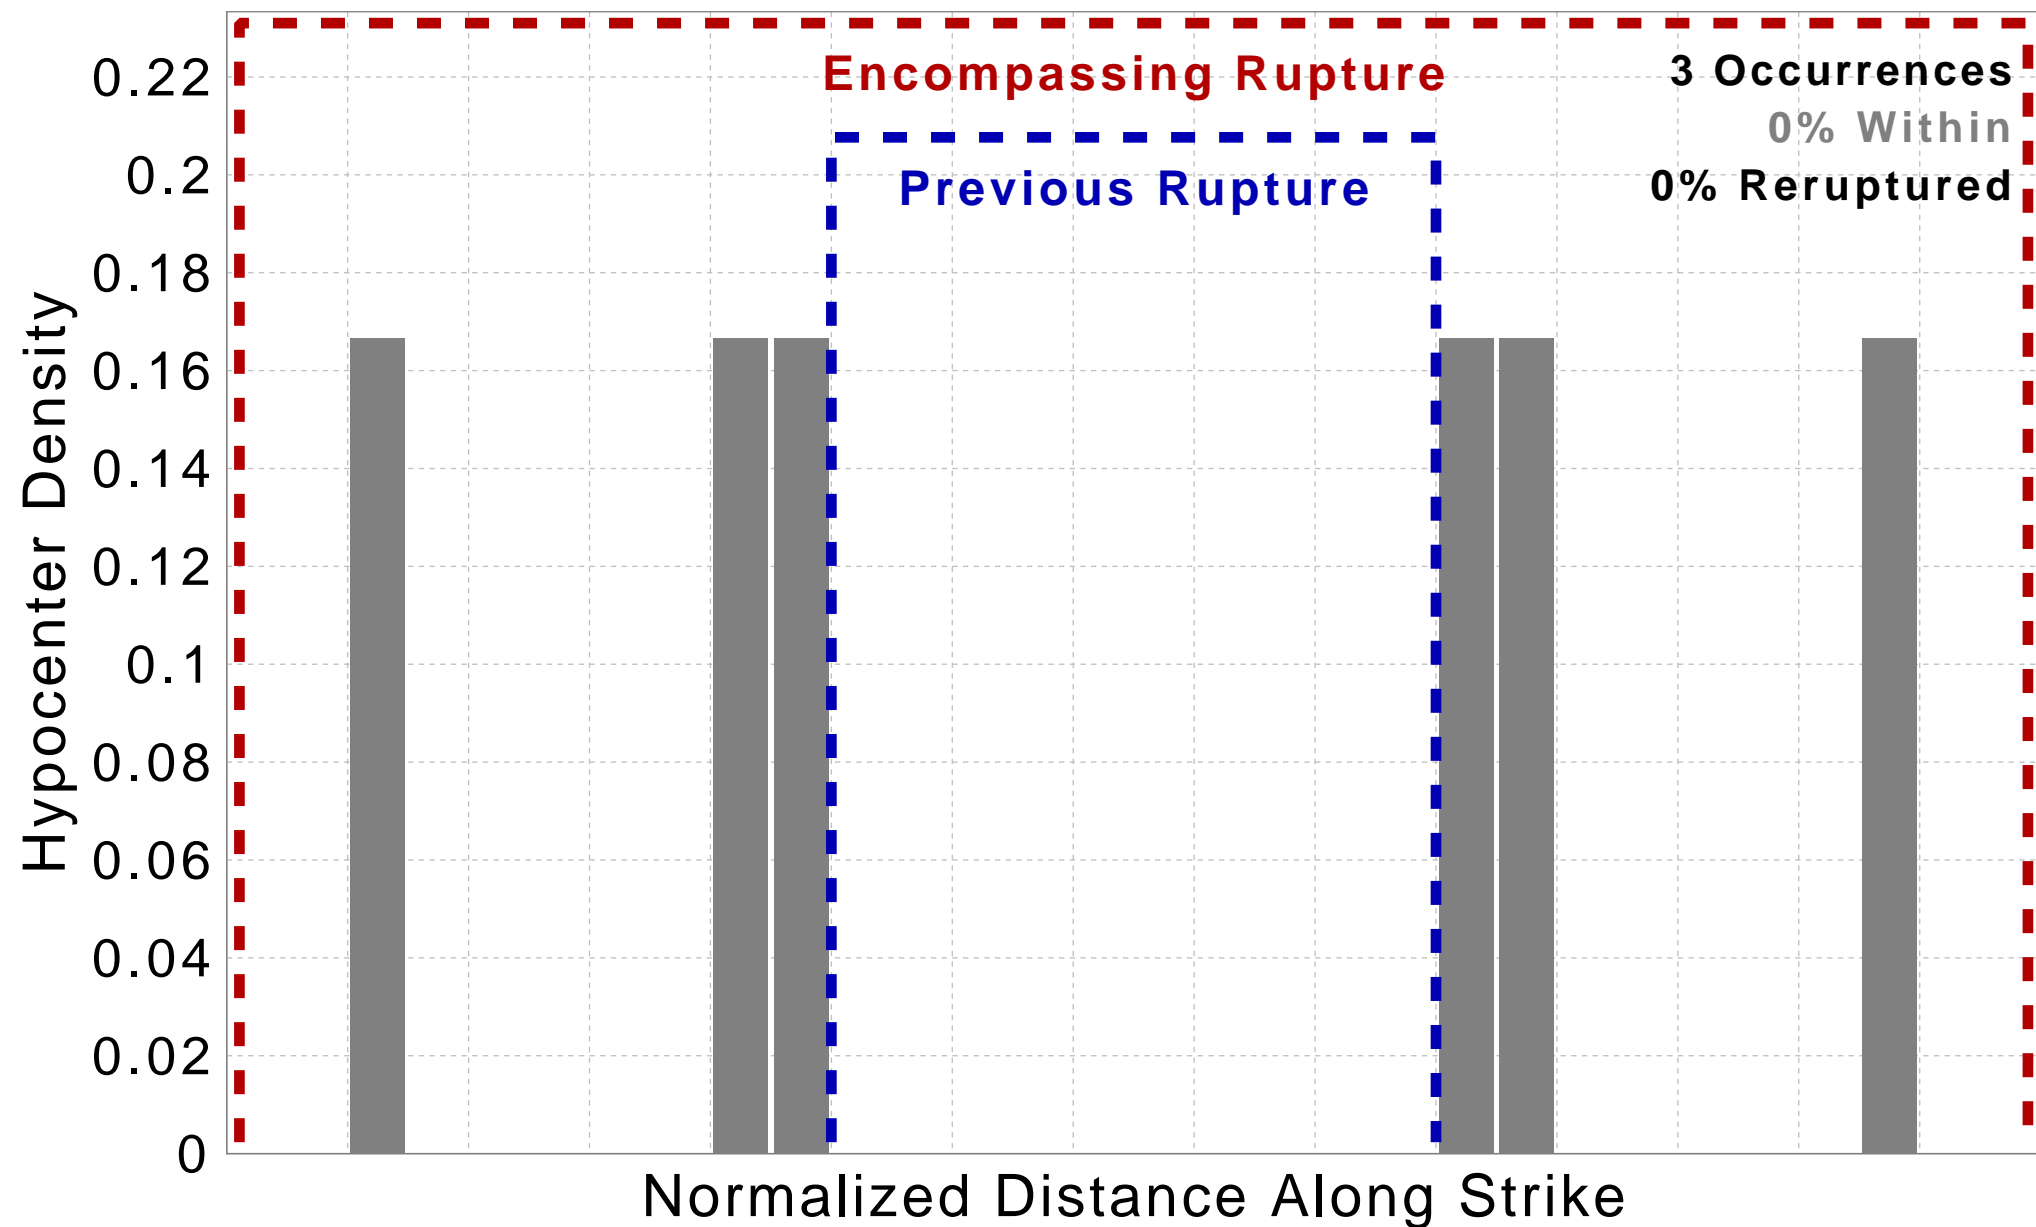 Encompassing Rupture
3 Occurrences
0% Within
Previous Rupture
0% Reruptured
Hypocenter Density
0.22
0.2
0.18
0.16
0.14
0.12
0.1
0.08
0.06
0.04
0.02
0
Normalized Distance Along Strike